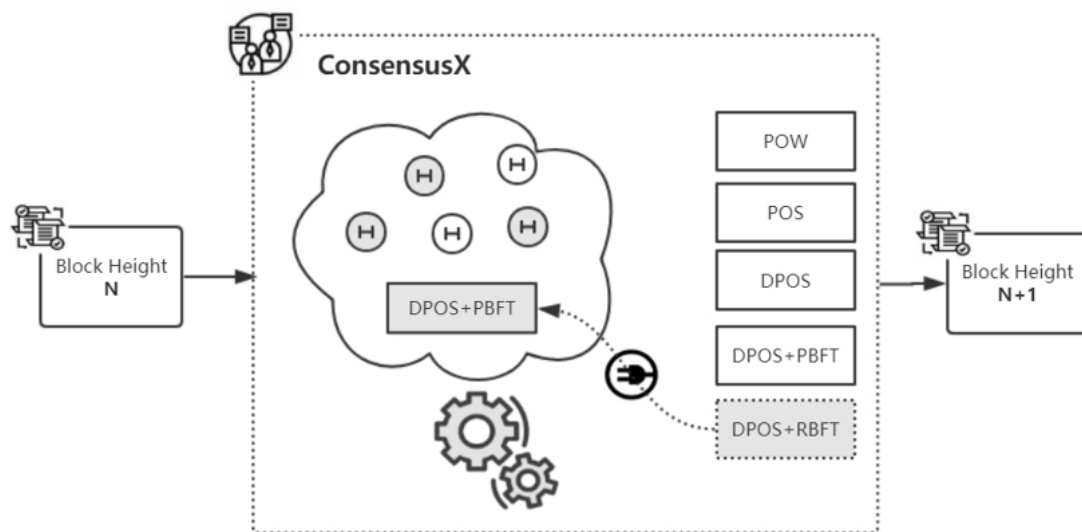 ConsensusX
POW
H
H
POS
H
H
H
Block Height
N
Block Height
N+1
DPOS
DPOS+PBFT
DPOS+PBFT
DPOS+RBFT